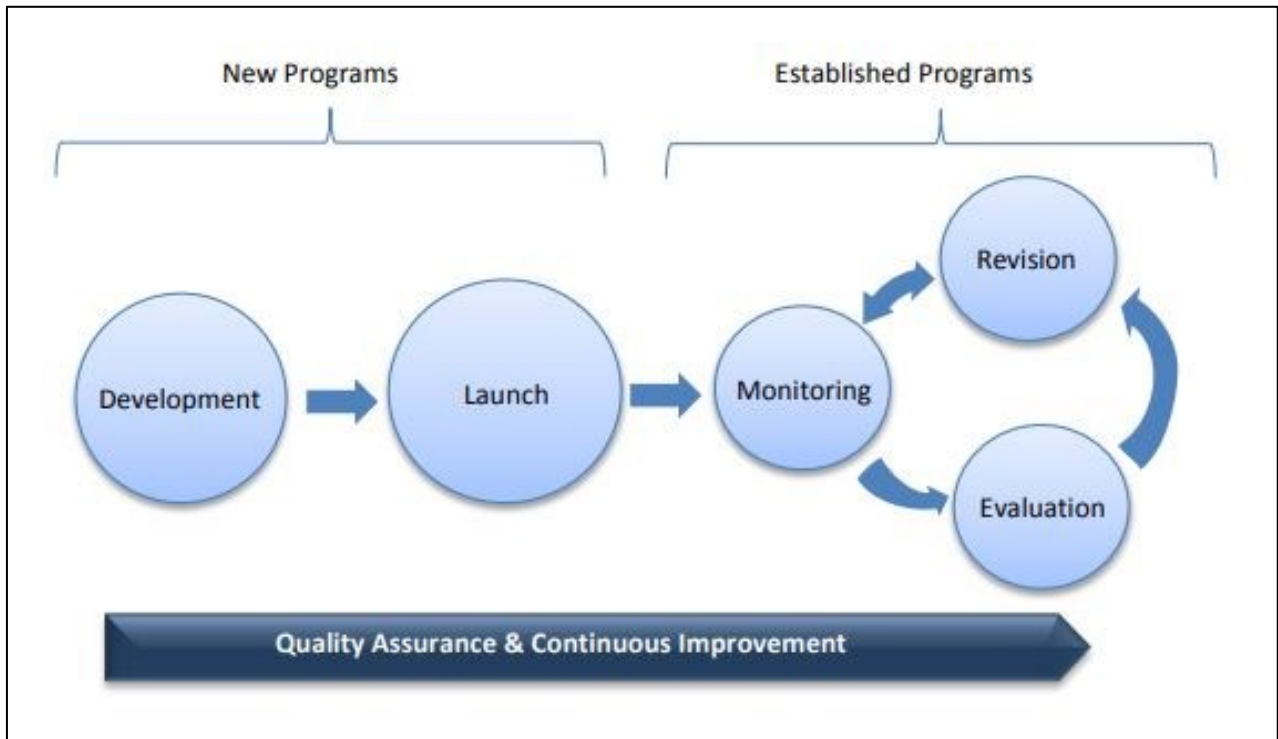 New Programs
Established Programs
Revision
Development
Launch
Monitoring
Evaluation
Quality Assurance & Continuous Improvement